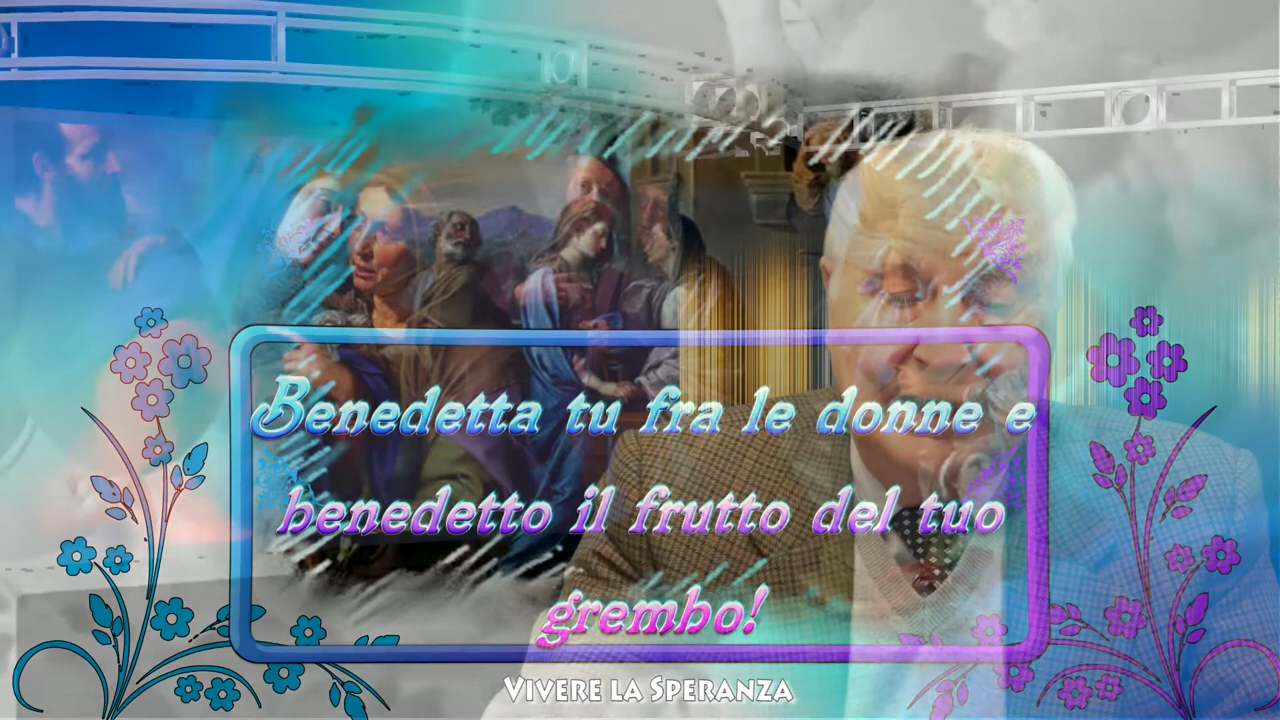 Benedetta tu fra le donne e
benedetto il frutto del tuo
grembo!
VIVERE LA SPERANZA